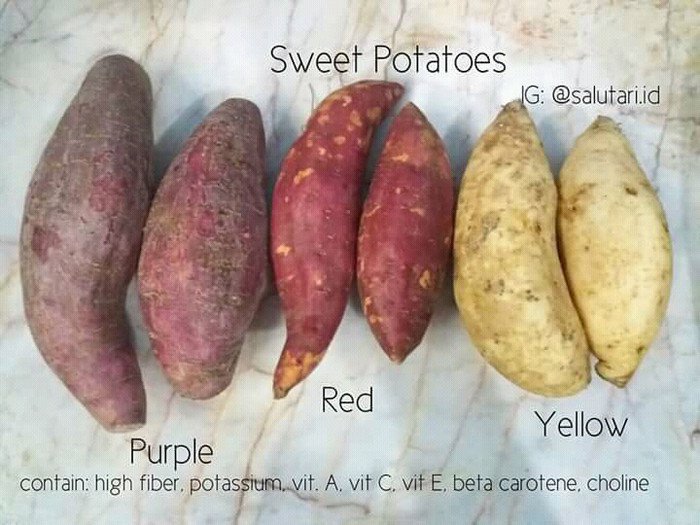 Sweet Potatoes
IG: @salutari.id
Red
Yellow
Purple
contain: high fiber, potassium, vit. A, vit C, vit E, beta carotene, choline